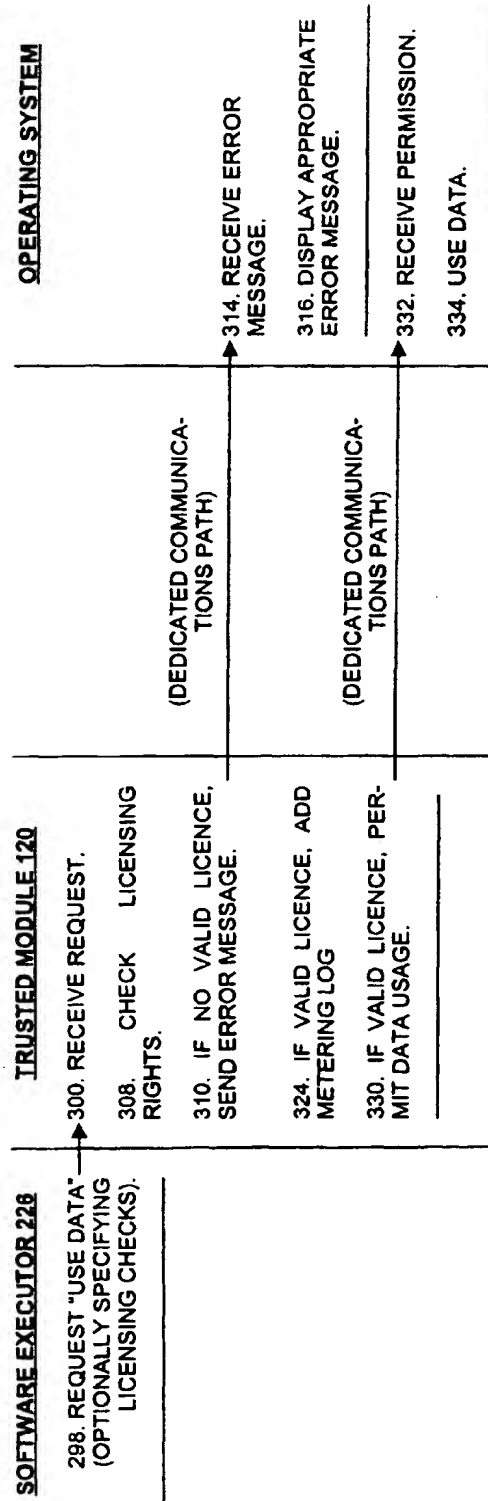 SOFTWARE EXECUTOR 226
298. REQUEST "USE DATA"
(OPTIONALLY SPECIFYING
LICENSING CHECKS).
TRUSTED MODULE 120
300. RECEIVE REQUEST.
308. CHECK LICENSING
RIGHTS.
310. IF NO VALID LICENCE,
SEND ERROR MESSAGE.
324. IF VALID LICENCE, ADD
METERING LOG
330. IF VALID LICENCE, PER-
MIT DATA USAGE.
(DEDICATED COMMUNICA-
TIONS PATH)
(DEDICATED COMMUNICA-
TIONS PATH)
OPERATING SYSTEM
314. RECEIVE ERROR
MESSAGE.
316. DISPLAY APPROPRIATE
ERROR MESSAGE.
332. RECEIVE PERMISSION.
334. USE DATA.